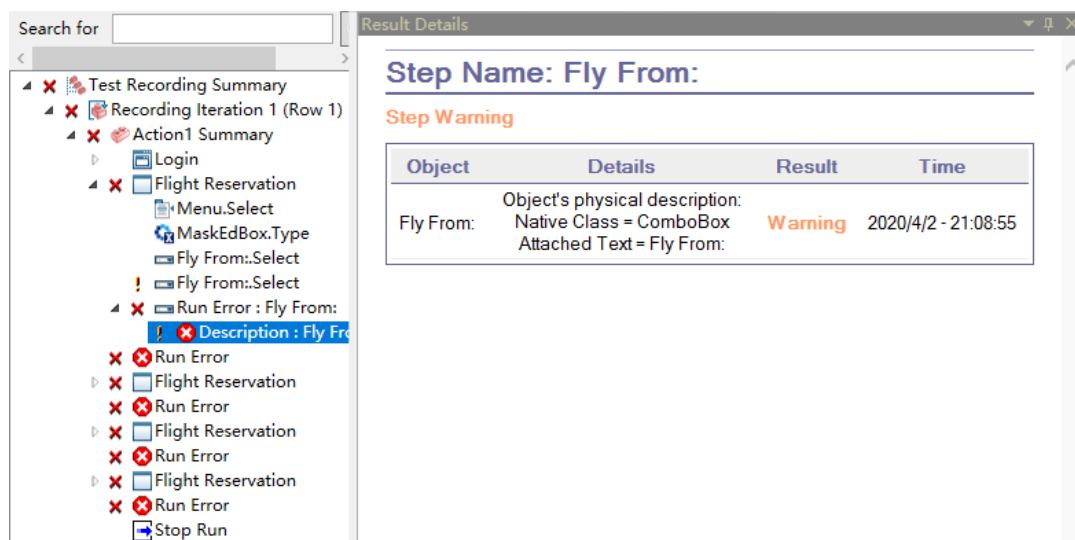 Search for
Test Recording Summary
Recording Iteration 1 (Row 1)
Action1 Summary
Login
Flight Reservation
Menu.Select
MaskEdBox.Type
Fly From:.Select
Fly From:.Select
Run Error : Fly From:
Description : Fly Fro
Run Error
Flight Reservation
Run Error
Flight Reservation
Run Error
Flight Reservation
Run Error
Stop Run
Result Details
Step Name: Fly From:
Step Warning
Object Details Result Time
Object's physical description:
Fly From: Native Class = ComboBox Warning 2020/4/2 - 21:08:55
Attached Text = Fly From: